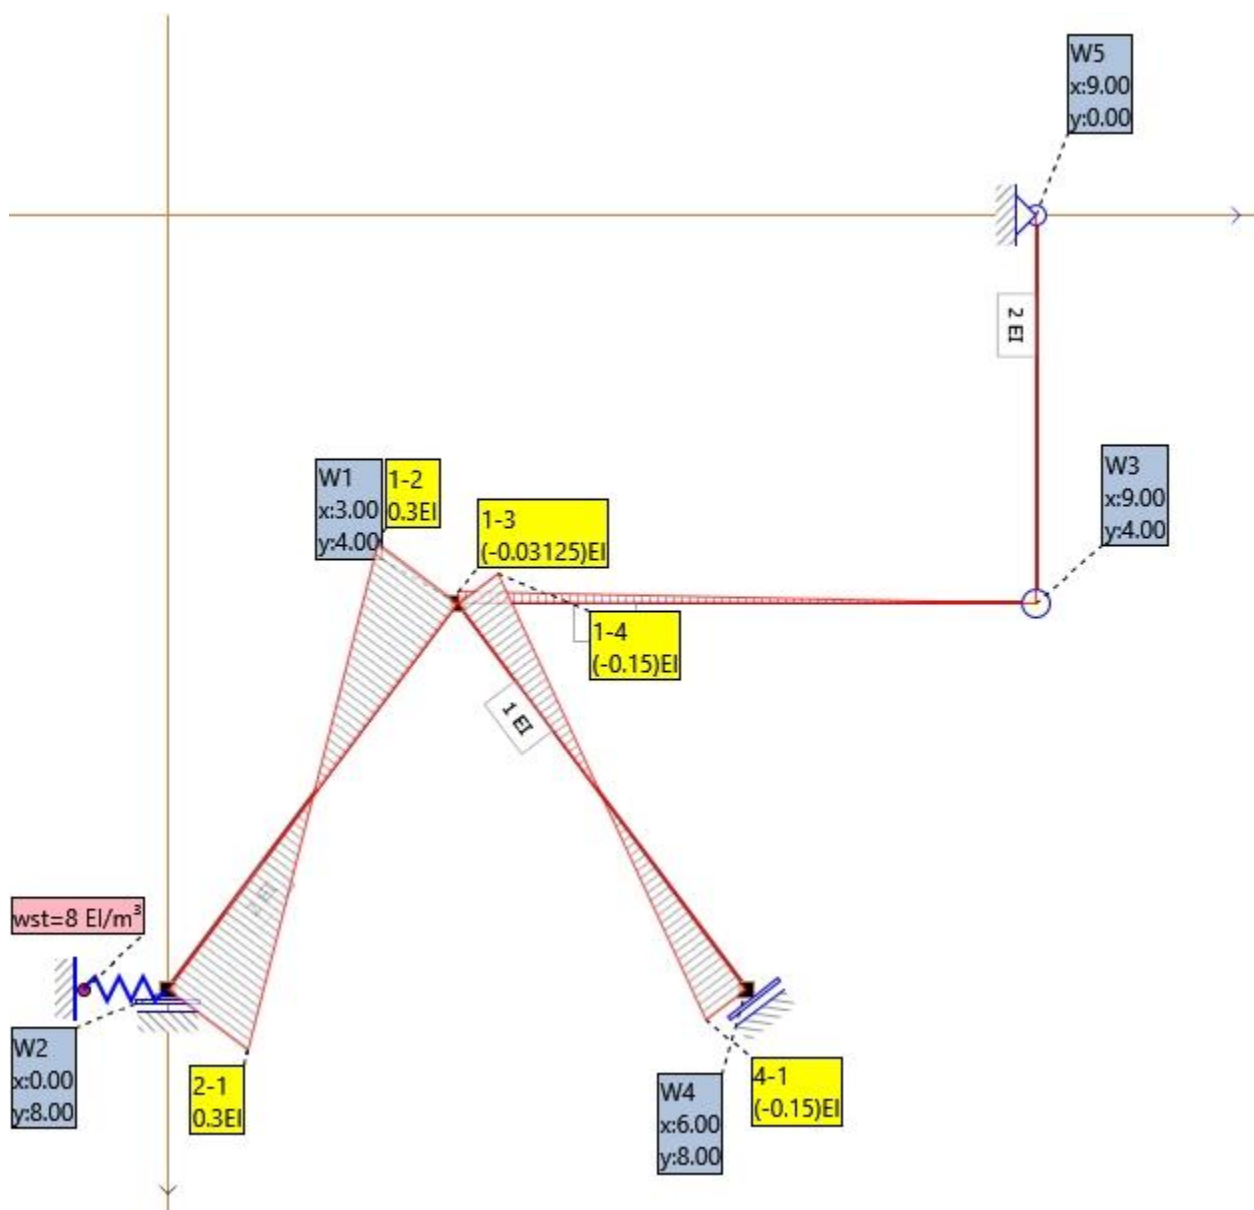 W5
x:9.00
y:0.00
2 EI
W3
x:9.00
y:4.00
W1
x:3.00
y:4.00
1-2
0.3EI
1-3
(-0.03125)EI
1-4
(-0.15)EI
1 EI
wst=8 EI/m³
W2
x:0.00
y:8.00
2-1
0.3EI
W4
x:6.00
y:8.00
4-1
(-0.15)EI